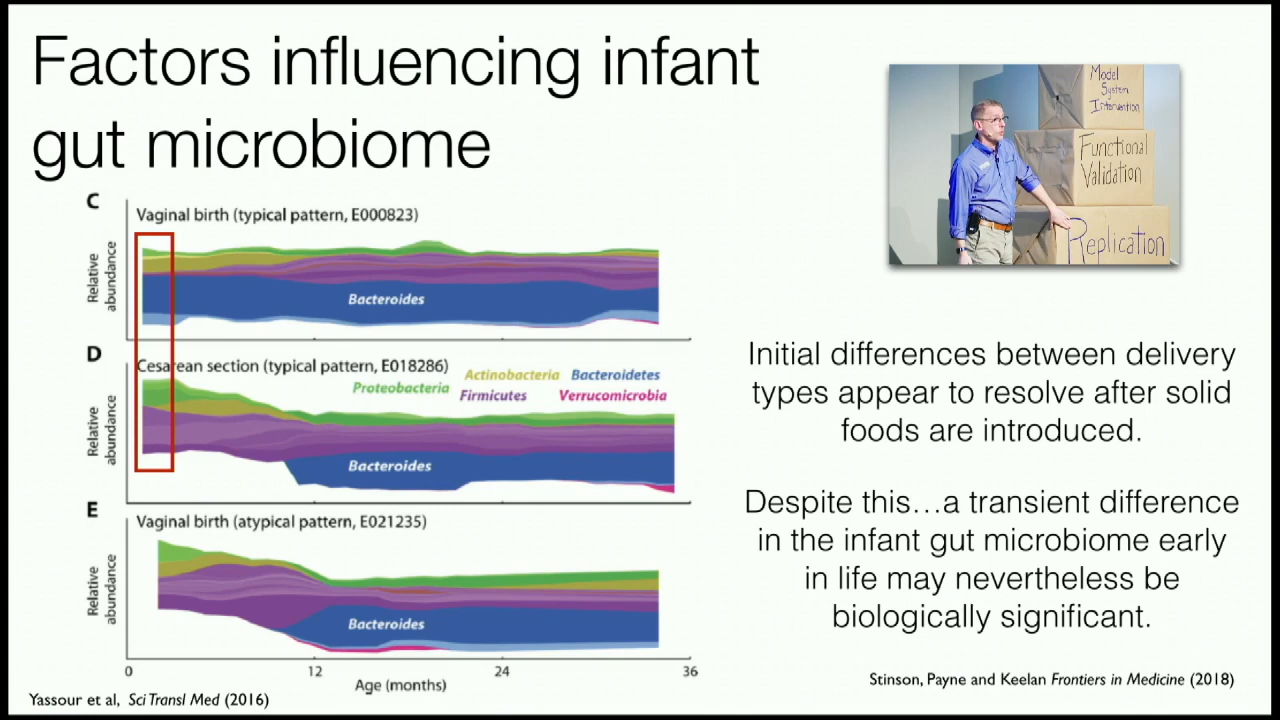 Factors influencing infant
gut microbiome
C
Vaginal birth (typical pattern, E000823)
Relative
abundance
Bacteroides
D
Cesarean section (typical pattern, E018286)
Actinobacteria Bacteroidetes
Proteobacteria Firmicutes Verrucomicrobia
Relative
abundance
Bacteroides
E
Vaginal birth (atypical pattern, E021235)
Relative
abundance
Bacteroides
0 12 24 36
Age (months)
Yassour et al, Sci Transl Med (2016)
Model
System
Intervention
Functional
Validation
Replication
Initial differences between delivery
types appear to resolve after solid
foods are introduced.
Despite this…a transient difference
in the infant gut microbiome early
in life may nevertheless be
biologically significant.
Stinson, Payne and Keelan Frontiers in Medicine (2018)